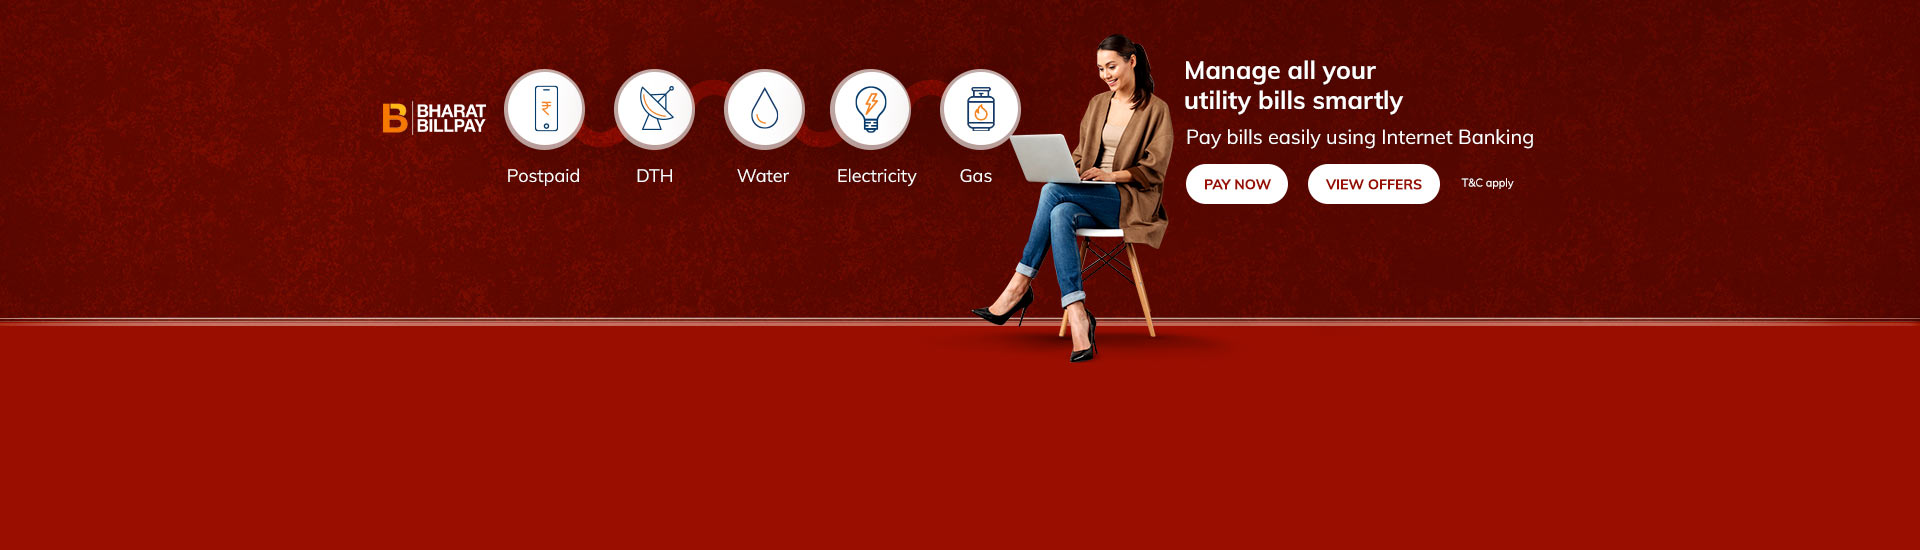 BHARAT
BILLPAY
Postpaid
DTH
Water
Electricity
Gas
Manage all your
utility bills smartly
Pay bills easily using Internet Banking
PAY NOW
VIEW OFFERS
T&C apply